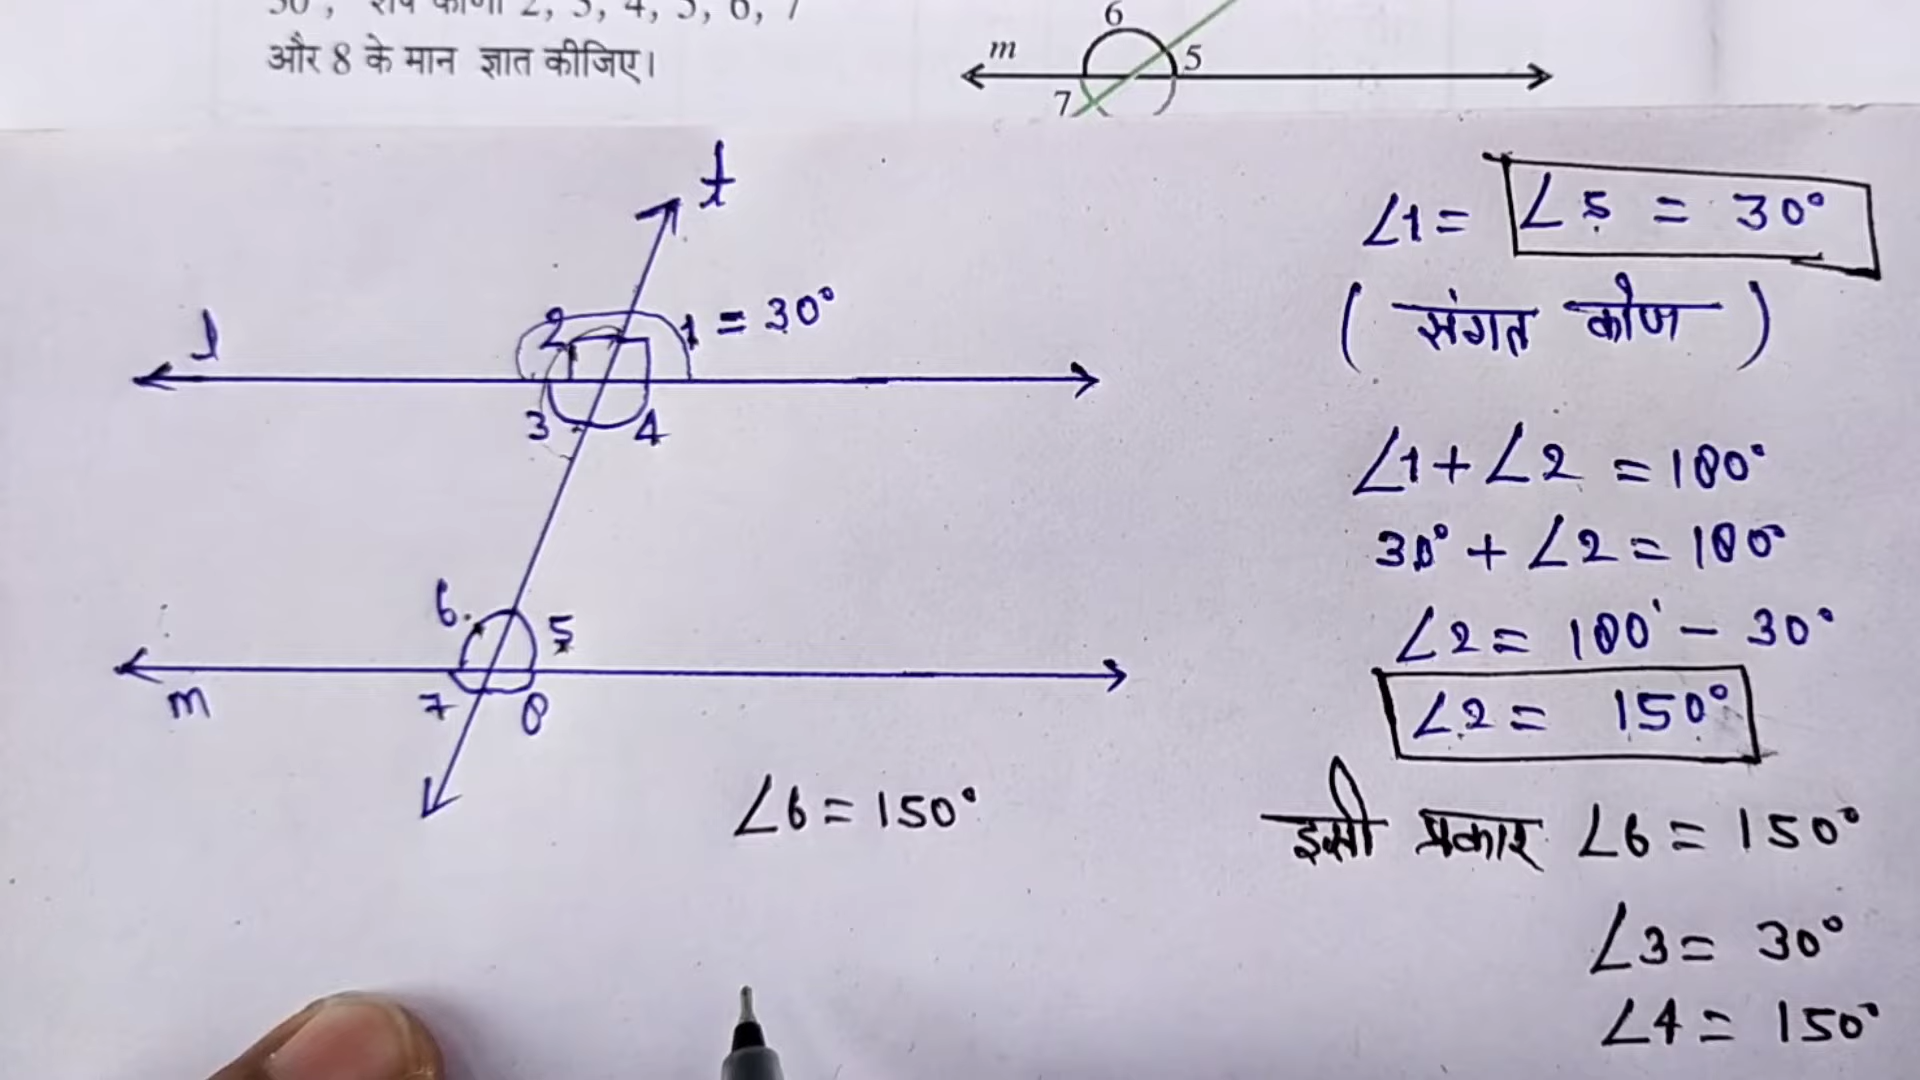 और 8 के मान ज्ञात कीजिए।
6
m
5
7
t
l
2
1 = 30°
3
4
6
5
m
7
8
∠6 = 150°
∠1 = ∠5 = 30°
( संगत कोण )
∠1 + ∠2 = 180°
30° + ∠2 = 180°
∠2 = 180° - 30°
∠2 = 150°
इसी प्रकार ∠6 = 150°
∠3 = 30°
∠4 = 150°